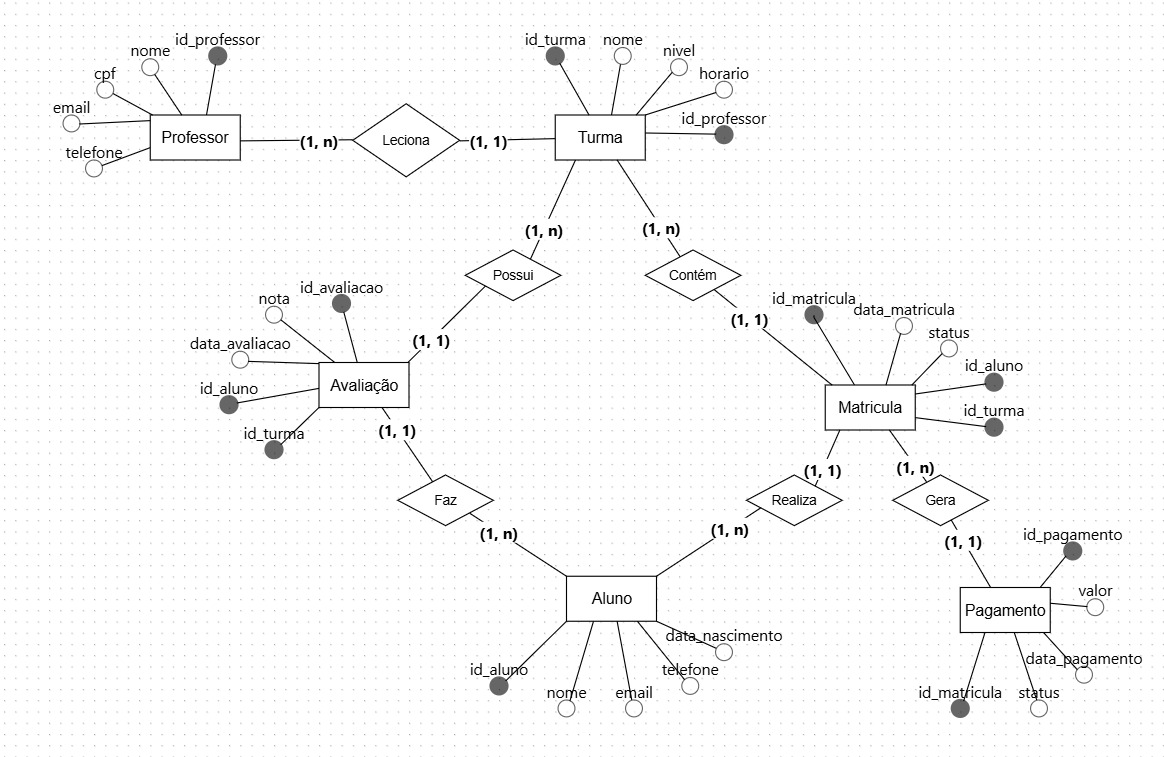 id_professor
nome
cpf
email
telefone
Professor
(1, n)
Leciona
(1, 1)
id_turma
nome
nivel
horario
id_professor
Turma
(1, n)
Possui
(1, 1)
(1, n)
Contém
(1, 1)
id_avaliacao
nota
data_avaliacao
id_aluno
id_turma
Avaliação
id_matricula
data_matricula
status
id_aluno
id_turma
Matricula
(1, 1)
Faz
(1, n)
(1, 1)
Realiza
(1, n)
(1, n)
Gera
(1, 1)
Aluno
id_aluno
nome
email
telefone
data_nascimento
id_pagamento
valor
Pagamento
data_pagamento
id_matricula
status